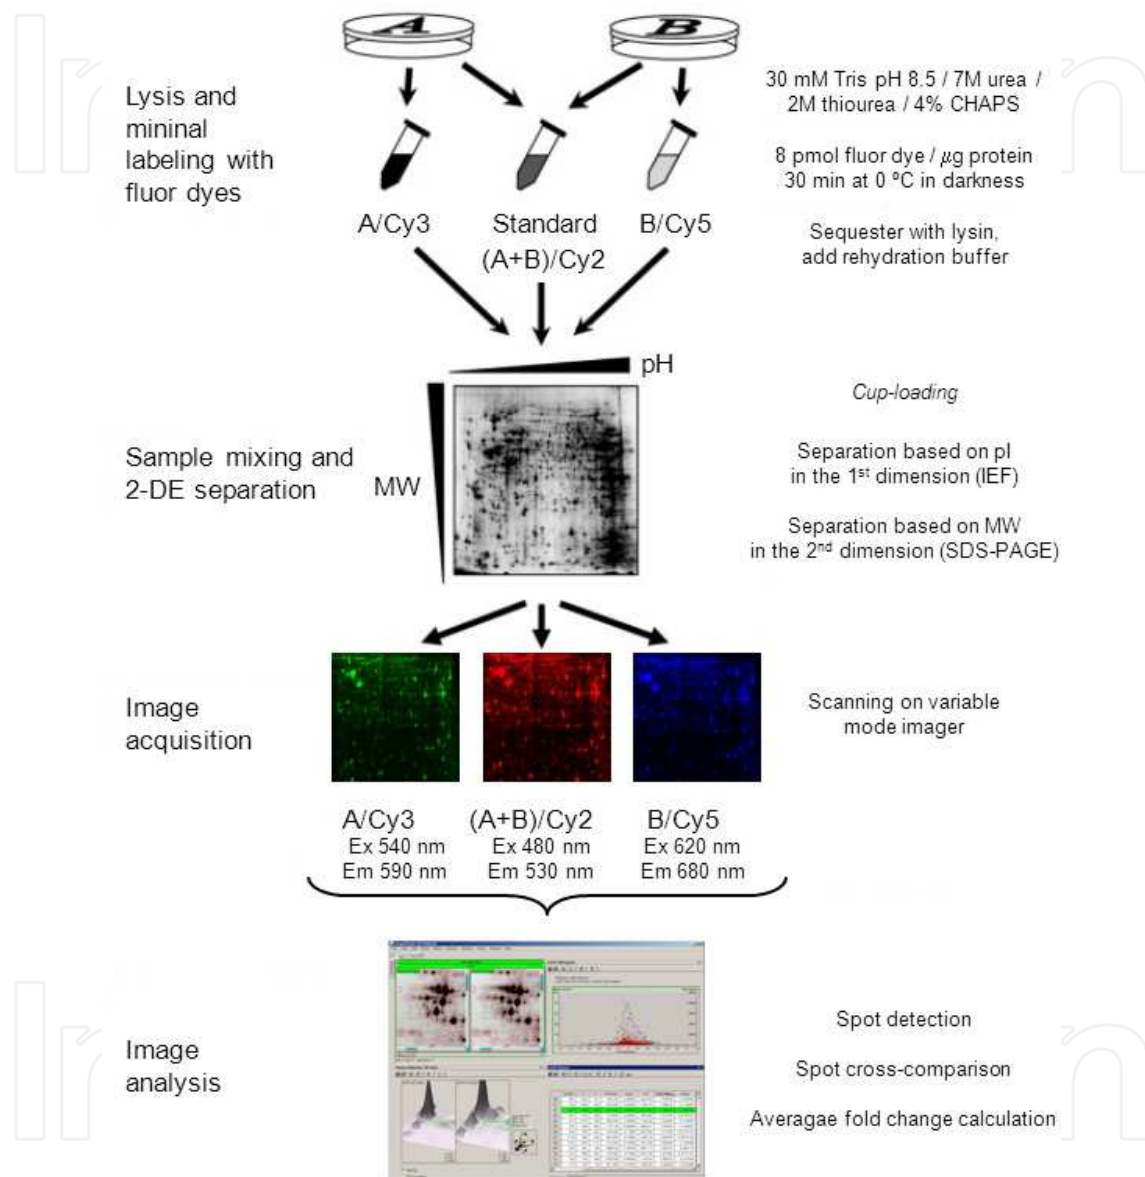 A
B
Lysis and
mininal
labeling with
fluor dyes
30 mM Tris pH 8.5 / 7M urea /
2M thiourea / 4% CHAPS
8 pmol fluor dye / μg protein
30 min at 0 ºC in darkness
A/Cy3
Standard
(A+B)/Cy2
B/Cy5
Sequester with lysin,
add rehydration buffer
pH
MW
Sample mixing and
2-DE separation
Cup-loading
Separation based on pI
in the 1st dimension (IEF)
Separation based on MW
in the 2nd dimension (SDS-PAGE)
Image
acquisition
Scanning on variable
mode imager
A/Cy3
Ex 540 nm
Em 590 nm
(A+B)/Cy2
Ex 480 nm
Em 530 nm
B/Cy5
Ex 620 nm
Em 680 nm
Image
analysis
Spot detection
Spot cross-comparison
Averagae fold change calculation